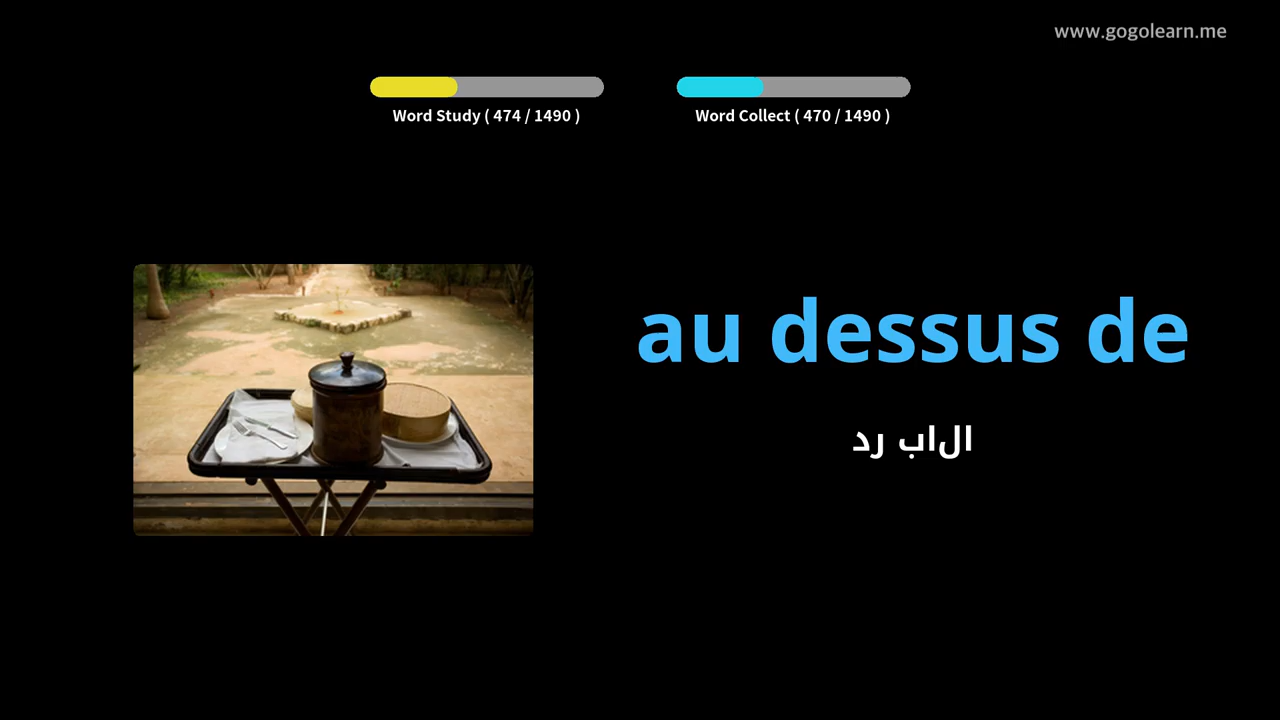 www.gogolearn.me
Word Study ( 474 / 1490 )
Word Collect ( 470 / 1490 )
au dessus de
الاب رد